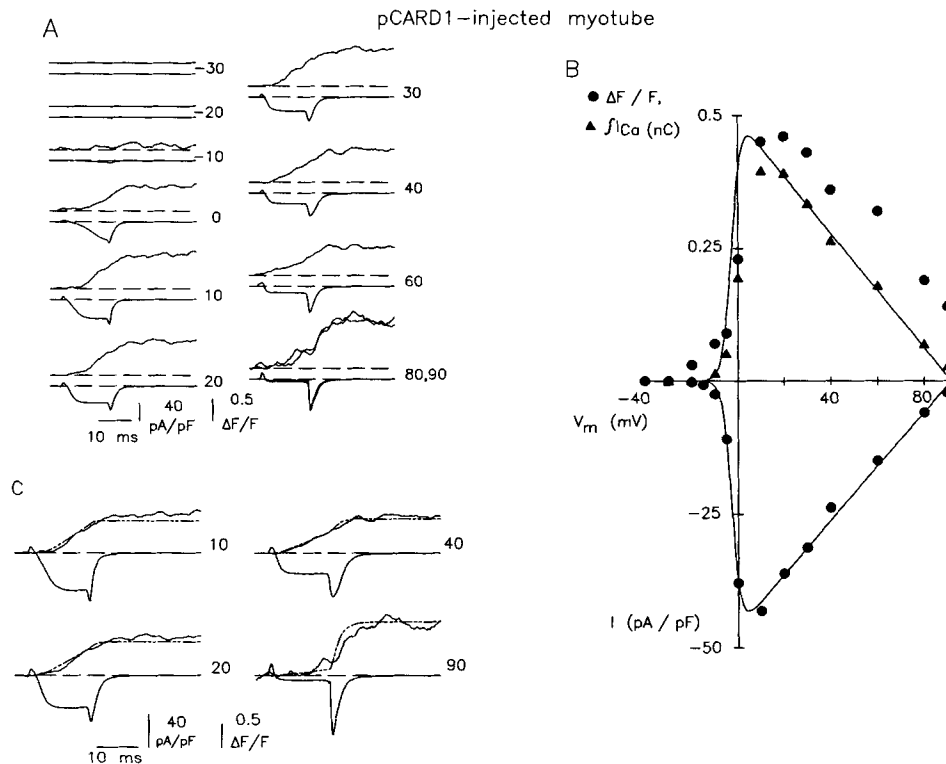 pCARD1-injected myotube
A
-30
-20
-10
0
10
20
30
40
60
80,90
10 ms
40
pA/pF
0.5
ΔF/F
B
● ΔF / F,
▲ ∫ICa (nC)
0.5
0.25
-40
40
80
Vm (mV)
-25
I (pA / pF)
-50
C
10
40
20
90
10 ms
40
pA/pF
0.5
ΔF/F